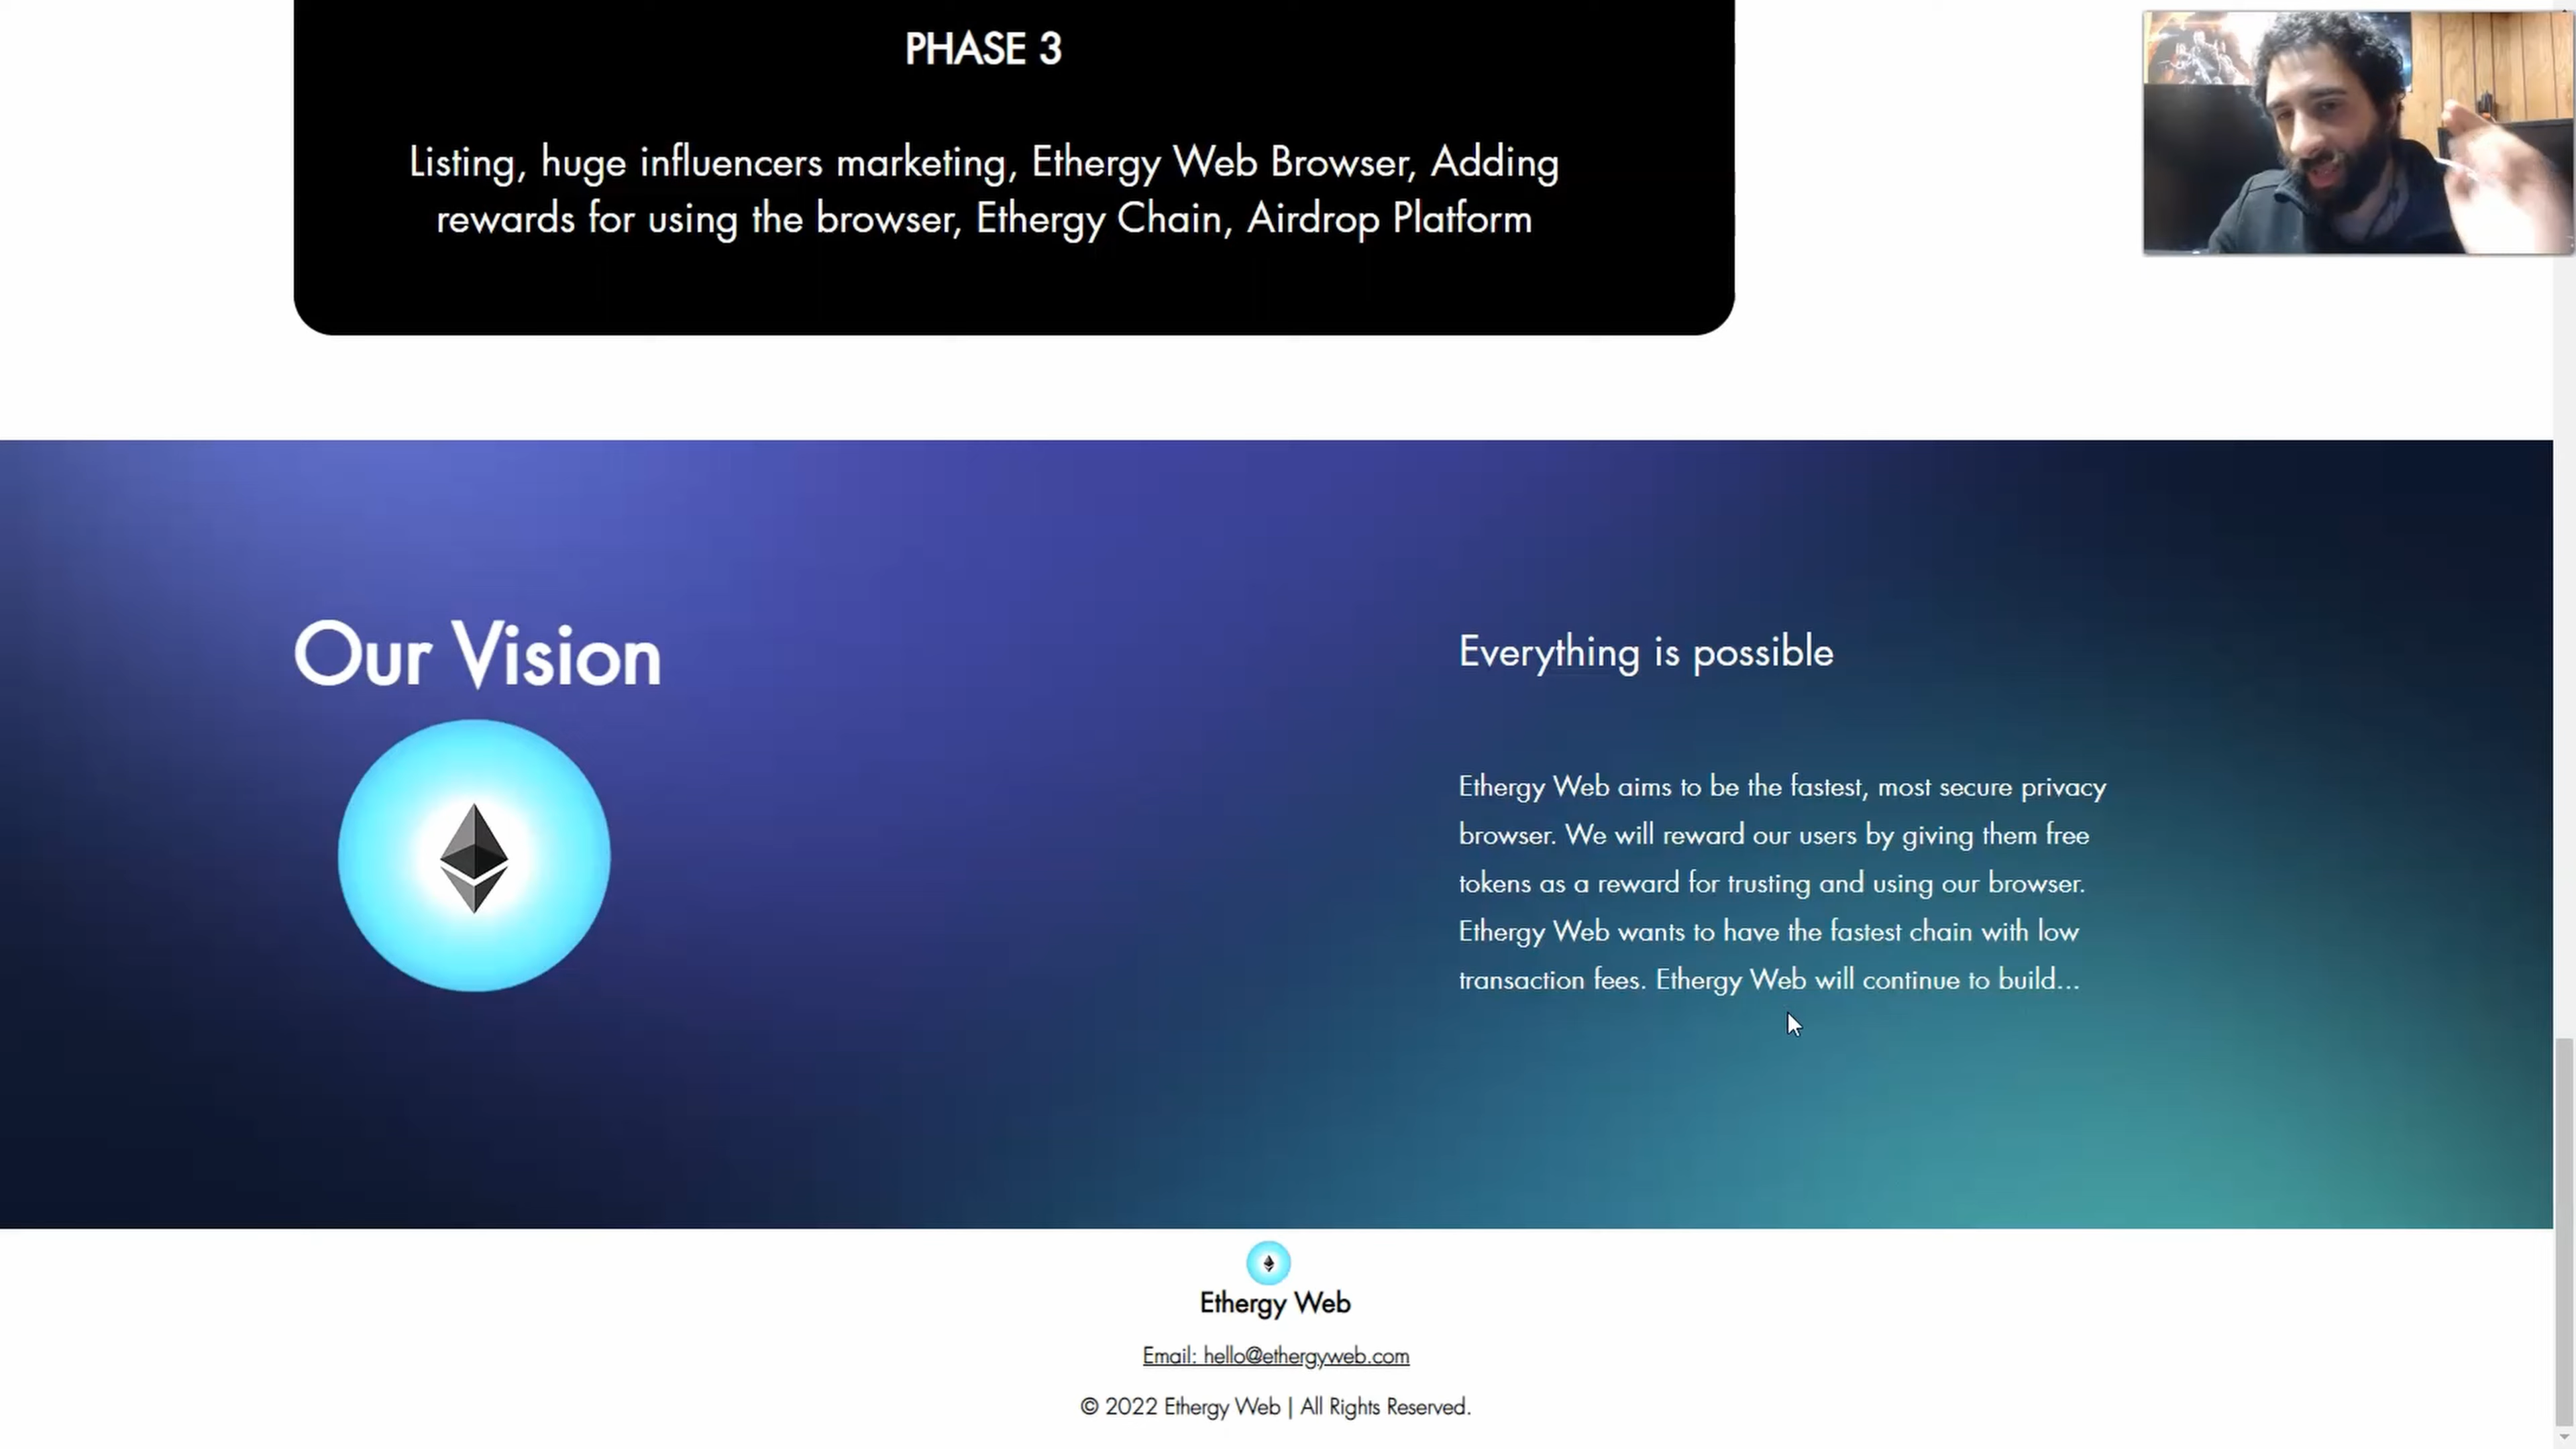 PHASE 3
Listing, huge influencers marketing, Ethergy Web Browser, Adding
rewards for using the browser, Ethergy Chain, Airdrop Platform
Our Vision
Everything is possible
Ethergy Web aims to be the fastest, most secure privacy
browser. We will reward our users by giving them free
tokens as a reward for trusting and using our browser.
Ethergy Web wants to have the fastest chain with low
transaction fees. Ethergy Web will continue to build...
Ethergy Web
Email: hello@ethergyweb.com
© 2022 Ethergy Web | All Rights Reserved.